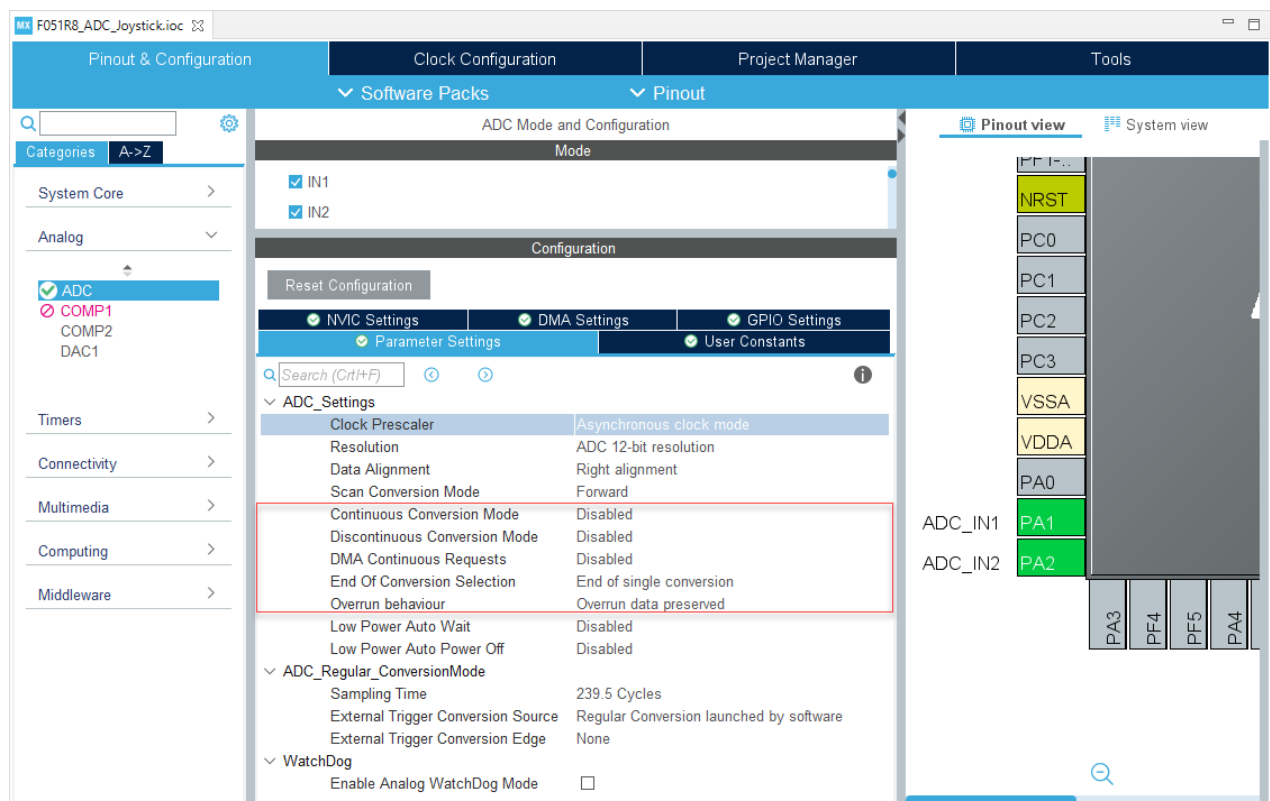 MX F051R8_ADC_Joystick.ioc
Pinout & Configuration
Clock Configuration
Project Manager
Tools
Software Packs
Pinout
Categories
A->Z
System Core
Analog
ADC
COMP1
COMP2
DAC1
Timers
Connectivity
Multimedia
Computing
Middleware
ADC Mode and Configuration
Mode
IN1
IN2
Configuration
Reset Configuration
NVIC Settings
DMA Settings
GPIO Settings
Parameter Settings
User Constants
Search (Crtl+F)
ADC_Settings
Clock Prescaler Asynchronous clock mode
Resolution ADC 12-bit resolution
Data Alignment Right alignment
Scan Conversion Mode Forward
Continuous Conversion Mode Disabled
Discontinuous Conversion Mode Disabled
DMA Continuous Requests Disabled
End Of Conversion Selection End of single conversion
Overrun behaviour Overrun data preserved
Low Power Auto Wait Disabled
Low Power Auto Power Off Disabled
ADC_Regular_ConversionMode
Sampling Time 239.5 Cycles
External Trigger Conversion Source Regular Conversion launched by software
External Trigger Conversion Edge None
WatchDog
Enable Analog WatchDog Mode
Pinout view
System view
NRST
PC0
PC1
PC2
PC3
VSSA
VDDA
PA0
ADC_IN1 PA1
ADC_IN2 PA2
PA3
PF4
PF5
PA4